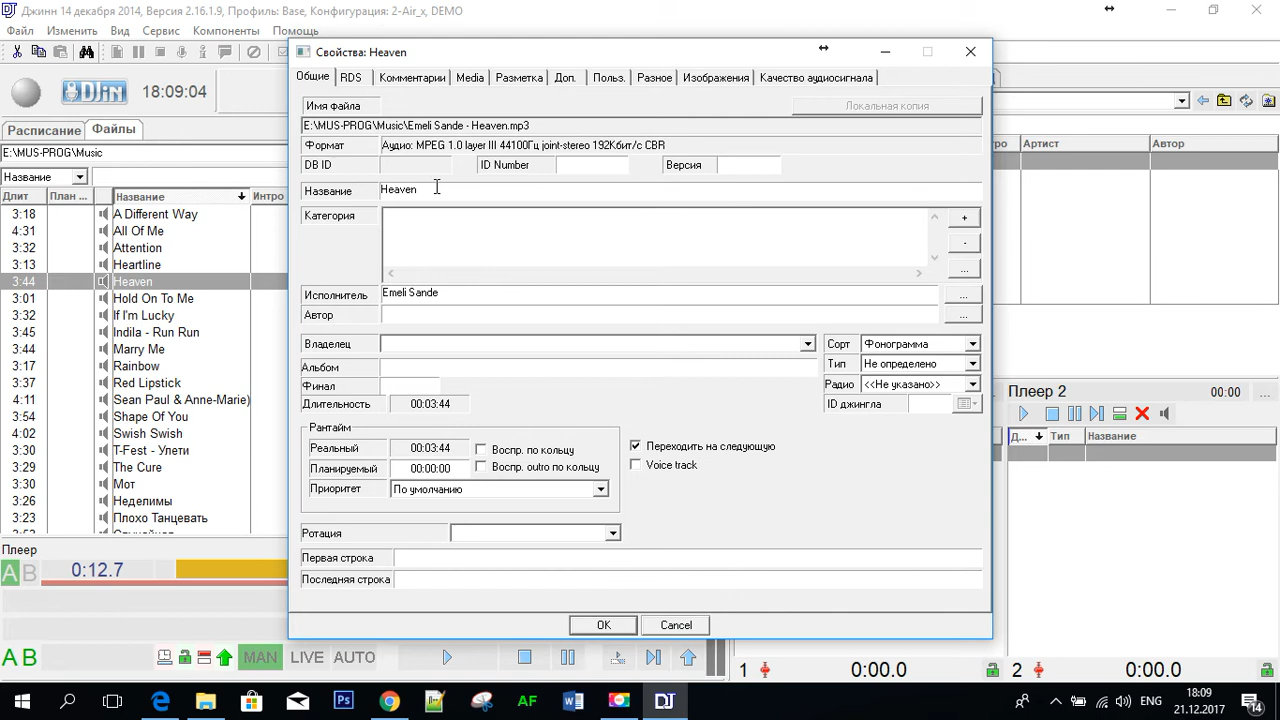 Джинн 14 декабря 2014, Версия 2.16.1.9, Профиль: Base, Конфигурация: 2-Air_x, DEMO
Файл Изменить Вид Сервис Компоненты Помощь
DJin 18:09:04
Расписание Файлы
E:\MUS-PROG\Music
Название
Длит План ... Название Интро
3:18 A Different Way
4:31 All Of Me
3:32 Attention
3:13 Heartline
3:44 Heaven
3:01 Hold On To Me
3:32 If I'm Lucky
3:45 Indila - Run Run
3:44 Marry Me
3:17 Rainbow
3:37 Red Lipstick
4:11 Sean Paul & Anne-Marie)
3:54 Shape Of You
4:02 Swish Swish
3:34 T-Fest - Улети
3:34 The Cure
3:31 Мот
3:24 Неделимы
3:23 Плохо Танцевать
Плеер
A B 0:12.7
A B MAN LIVE AUTO
Свойства: Heaven
Общие RDS Комментарии Media Разметка Доп. Польз. Разное Изображения Качество аудиосигнала
Имя файла Локальная копия
E:\MUS-PROG\Music\Emeli Sande - Heaven.mp3
Формат Аудио: MPEG 1.0 layer III 44100Гц joint-stereo 192Кбит/с CBR
DB ID ID Number Версия
Название Heaven
Категория
+
-
...
Исполнитель Emeli Sande ...
Автор ...
Владелец Сорт Фонограмма
Альбом Тип Не определено
Финал Радио <<Не указано>>
Длительность 00:03:44 ID джингла
Рантайм
Реальный 00:03:44 Воспр. по кольцу Переходить на следующую
Планируемый 00:00:00 Воспр. outro по кольцу Voice track
Приоритет По умолчанию
Ротация
Первая строка
Последняя строка
OK Cancel
Артист Автор
Плеер 2 00:00 ...
Д... Тип Название
1 0:00.0 2 0:00.0
Ps AF W DJ ENG 18:09
21.12.2017
14